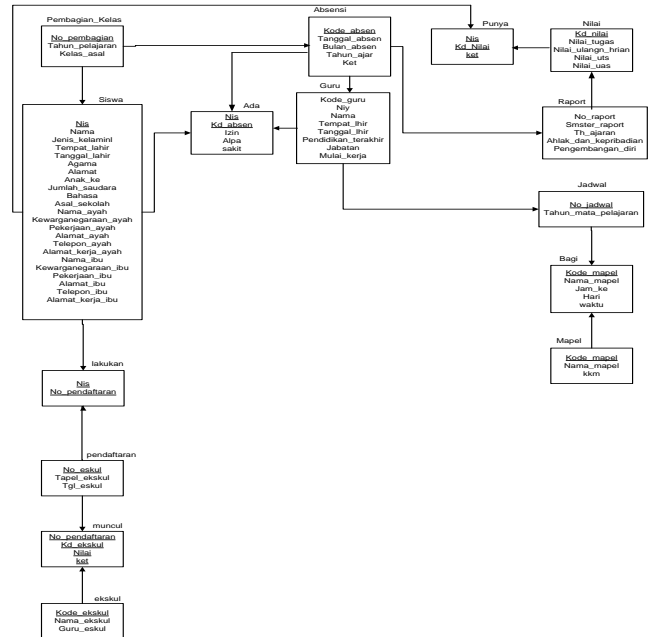 Pembagian_Kelas
No_pembagian
Tahun_pelajaran
Kelas_asal
Absensi
Kode_absen
Tanggal_absen
Bulan_absen
Tahun_ajar
Ket
Punya
Nis
Kd_Nilai
ket
Nilai
Kd_nilai
Nilai_tugas
Nilai_ulangn_hrian
Nilai_uts
Nilai_uas
Siswa
Nis
Nama
Jenis_kelaminl
Tempat_lahir
Tanggal_lahir
Agama
Alamat
Anak_ke
Jumlah_saudara
Bahasa
Asal_sekolah
Nama_ayah
Kewarganegaraan_ayah
Pekerjaan_ayah
Alamat_ayah
Telepon_ayah
Alamat_kerja_ayah
Nama_ibu
Kewarganegaraan_ibu
Pekerjaan_ibu
Alamat_ibu
Telepon_ibu
Alamat_kerja_ibu
Ada
Nis
Kd_absen
Izin
Alpa
sakit
Guru
Kode_guru
Niy
Nama
Tempat_lhir
Tanggal_lhir
Pendidikan_terakhir
Jabatan
Mulai_kerja
Raport
No_raport
Smster_raport
Th_ajaran
Ahlak_dan_kepribadian
Pengembangan_diri
Jadwal
No_jadwal
Tahun_mata_pelajaran
Bagi
Kode_mapel
Nama_mapel
Jam_ke
Hari
waktu
Mapel
Kode_mapel
Nama_mapel
kkm
lakukan
Nis
No_pendaftaran
pendaftaran
No_eskul
Tapel_ekskul
Tgl_eskul
muncul
No_pendaftaran
Kd_ekskul
Nilai
ket
ekskul
Kode_ekskul
Nama_ekskul
Guru_eskul